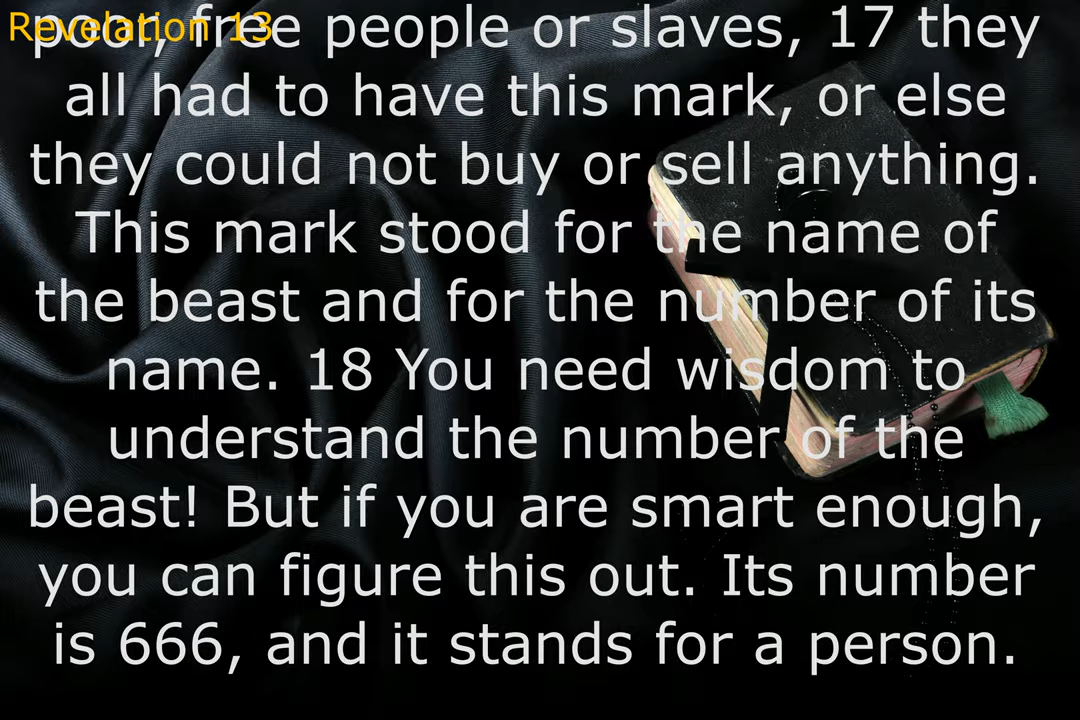 Revelation 13
poor, free people or slaves, 17 they
all had to have this mark, or else
they could not buy or sell anything.
This mark stood for the name of
the beast and for the number of its
name. 18 You need wisdom to
understand the number of the
beast! But if you are smart enough,
you can figure this out. Its number
is 666, and it stands for a person.